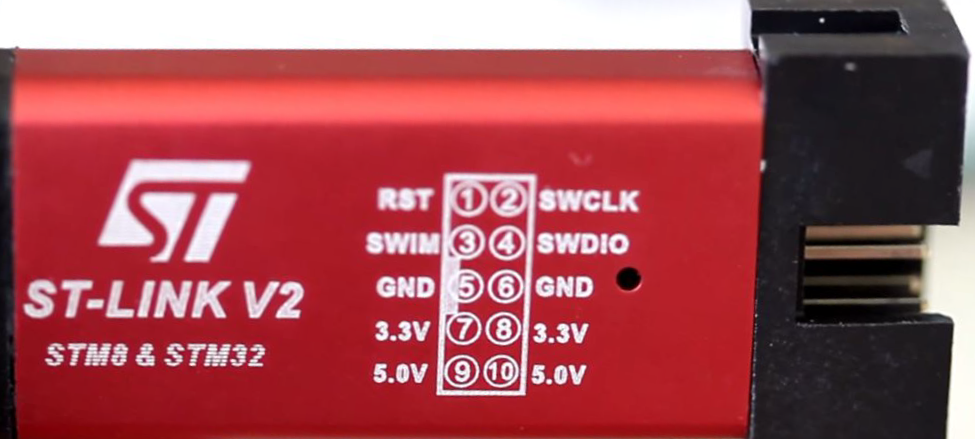 ST
ST-LINK V2
STM8 & STM32
RST 1 2 SWCLK
SWIM 3 4 SWDIO
GND 5 6 GND
3.3V 7 8 3.3V
5.0V 9 10 5.0V